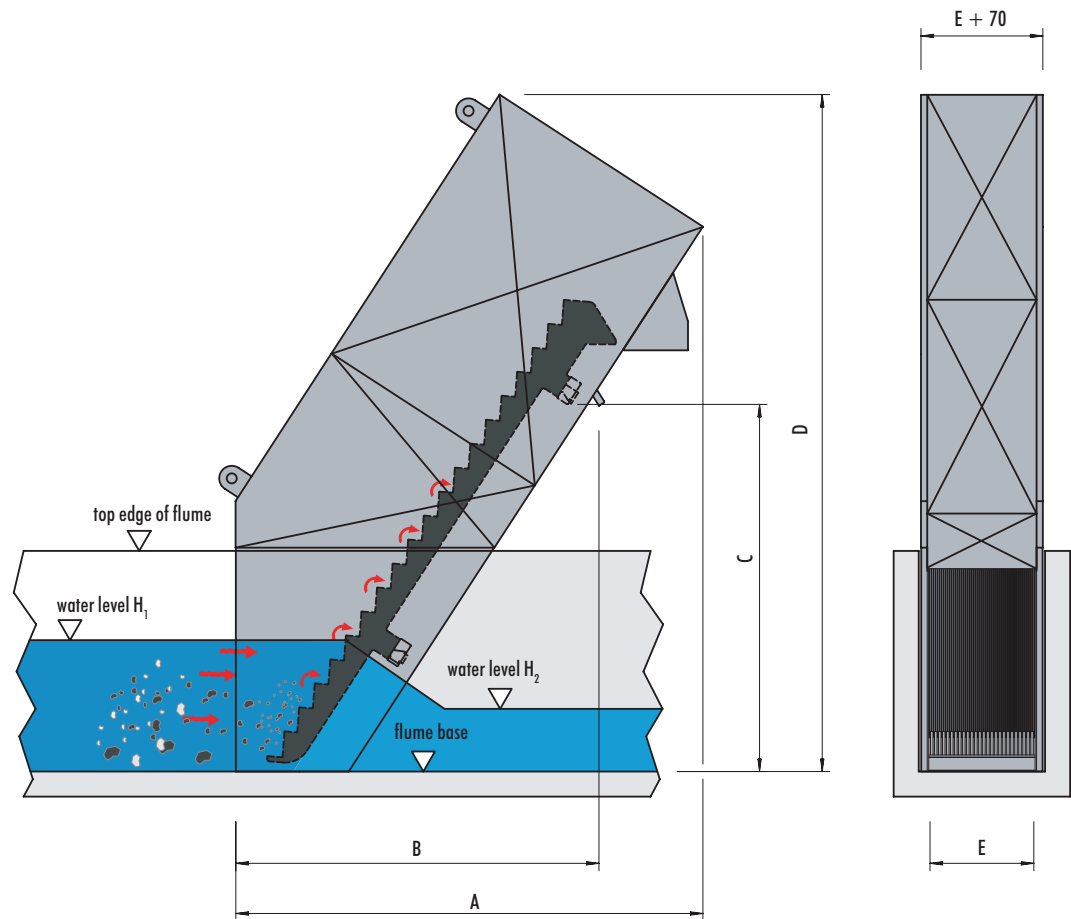 E + 70
top edge of flume
water level H₁
water level H₂
flume base
D
C
B
A
E